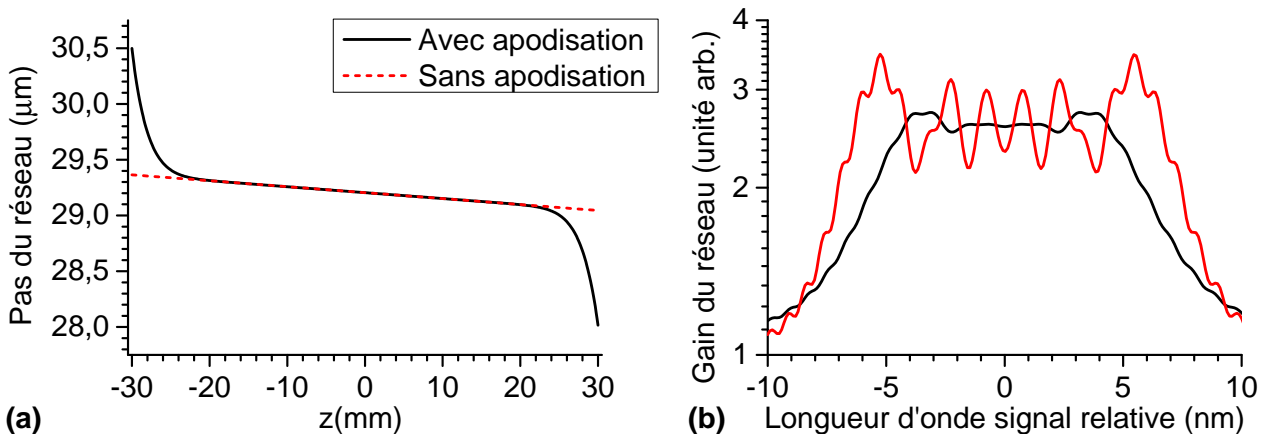 Pas du réseau (µm)
30,5
30,0
29,5
29,0
28,5
28,0
-30
-20
-10
0
10
20
30
z(mm)
(a)
Avec apodisation
Sans apodisation
Gain du réseau (unité arb.)
4
3
2
1
-10
-5
0
5
10
Longueur d'onde signal relative (nm)
(b)